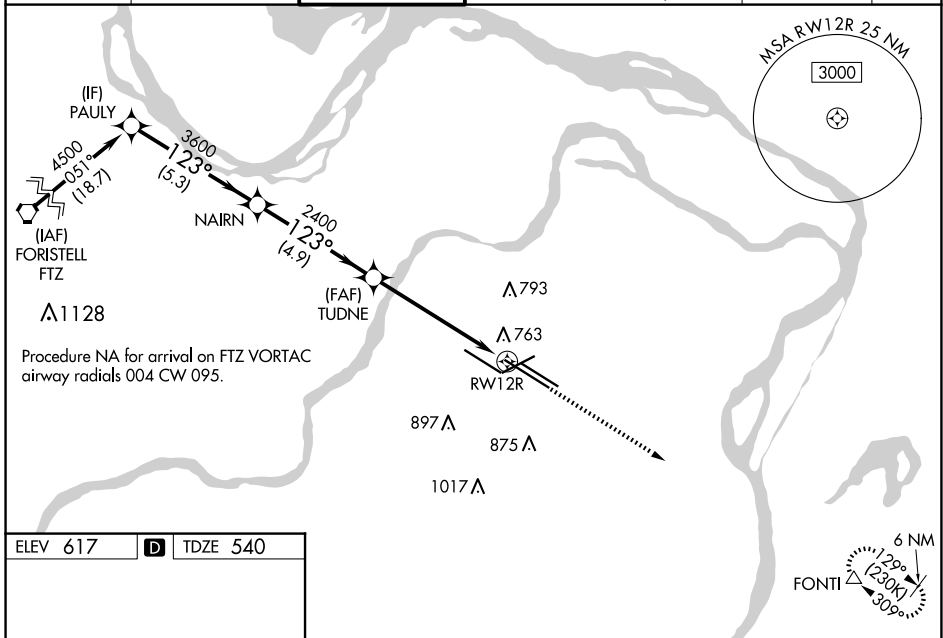 MSA RW12R 25 NM
3000
(IF)
PAULY
4500
051°
(18.7)
3600
123°
(5.3)
NAIRN
2400
123°
(4.9)
(IAF)
FORISTELL
FTZ
(FAF)
TUDNE
793
1128
763
Procedure NA for arrival on FTZ VORTAC
airway radials 004 CW 095.
RW12R
897
875
1017
ELEV 617
D
TDZE 540
6 NM
FONTI
129°
(230K)
309°